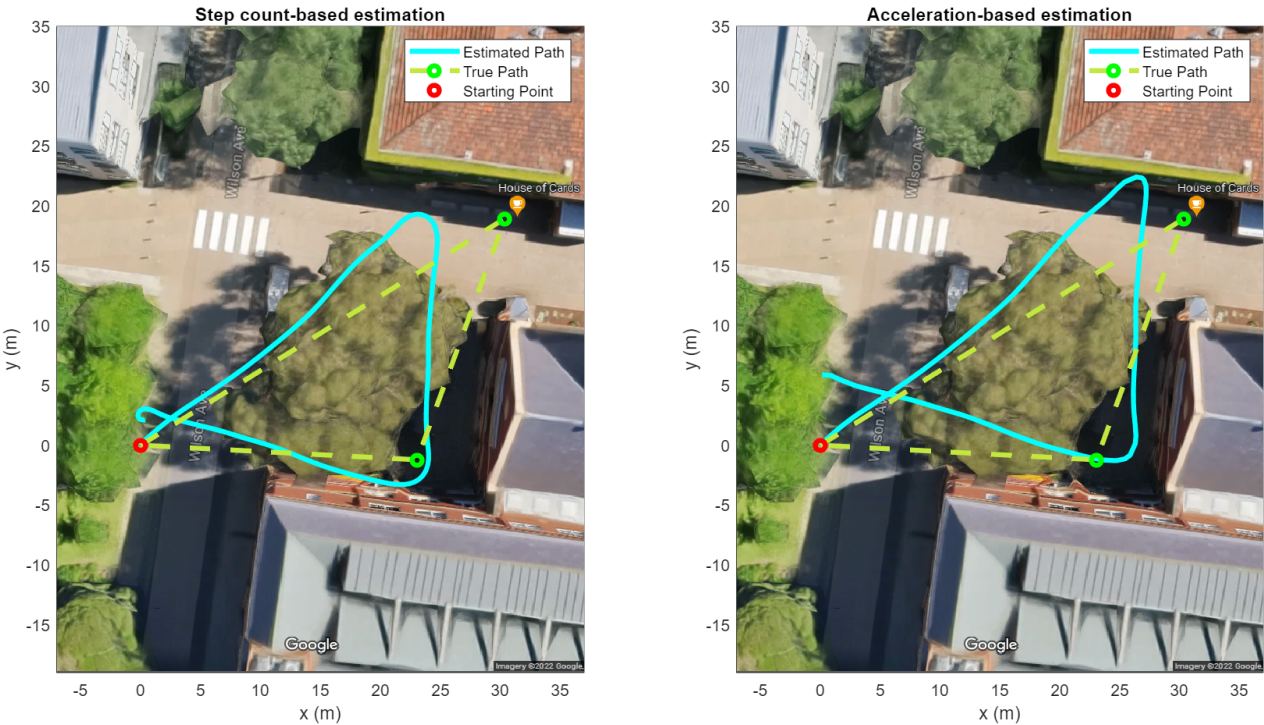 Step count-based estimation
35
30
25
20
15
10
5
0
-5
-10
-15
y (m)
-5 0 5 10 15 20 25 30 35
x (m)
Estimated Path
True Path
Starting Point
Wilson Ave
House of Cards
Wilson Ave
Google
Imagery ©2022 Google,
Acceleration-based estimation
35
30
25
20
15
10
5
0
-5
-10
-15
y (m)
-5 0 5 10 15 20 25 30 35
x (m)
Estimated Path
True Path
Starting Point
Wilson Ave
House of Cards
Wilson Ave
Google
Imagery ©2022 Google,